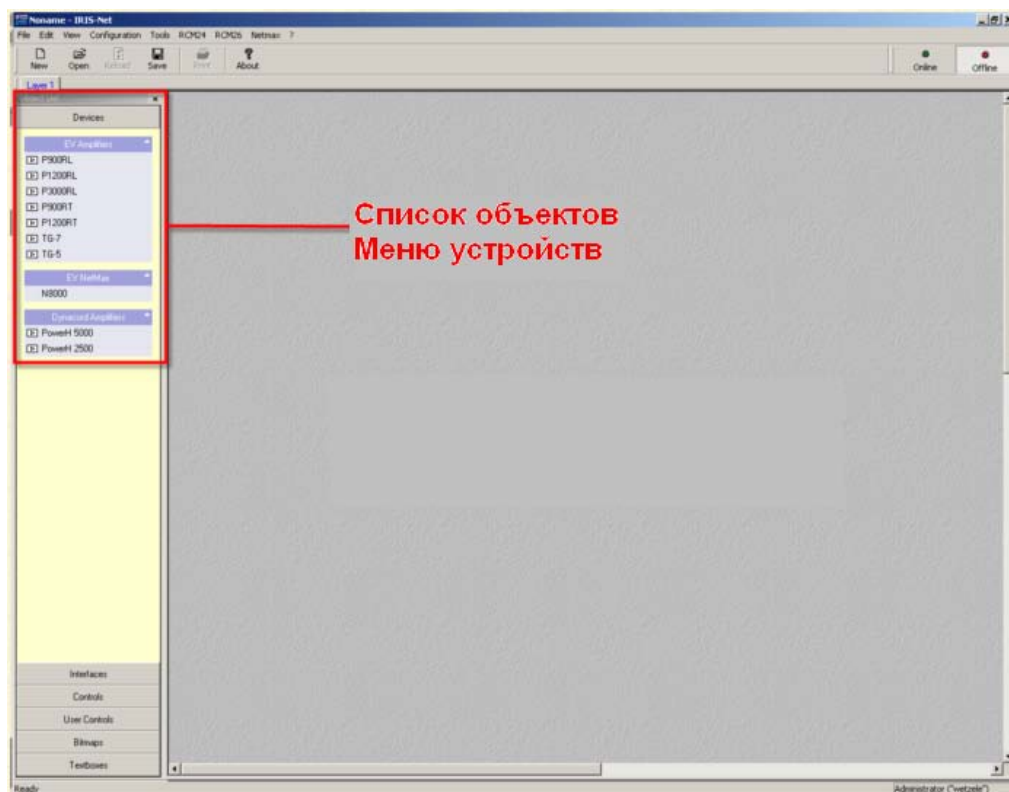 Noname - IRIS-Net
File Edit View Configuration Tools RCM24 RCM26 Netmax ?
New Open Reload Save Print About
Online Offline
Layer 1
Devices
EV Amplifiers
P900RL
P1200RL
P3000RL
P900RT
P1200RT
TG-7
TG-5
EV NetMax
N8000
Dynacord Amplifiers
PowerH 5000
PowerH 2500
Список объектов
Меню устройств
Interfaces
Controls
User Controls
Bitmaps
Textboxes
Ready
Administrator ("wetzele")